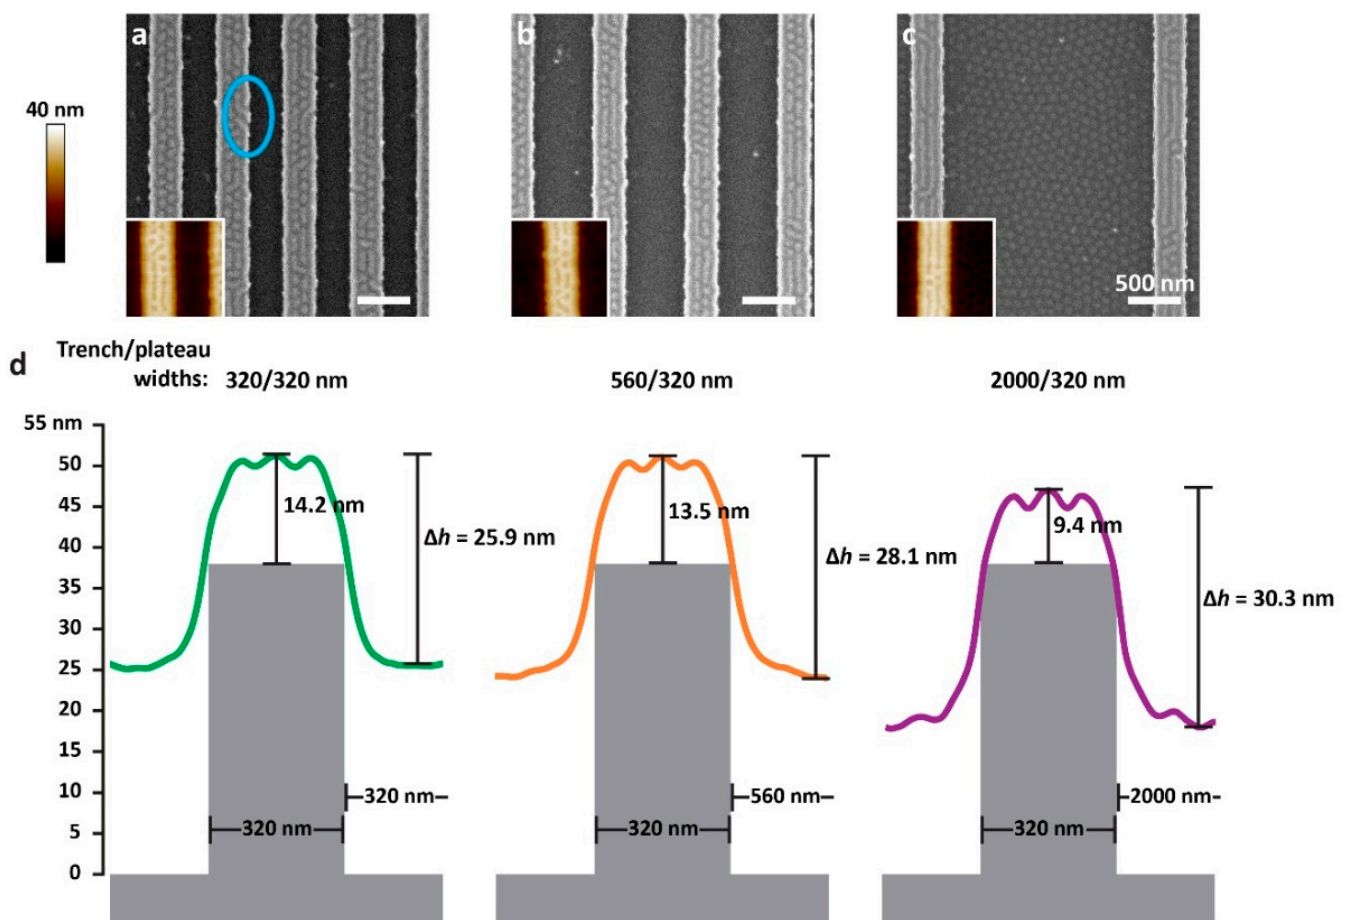 a
b
c
40 nm
500 nm
d
Trench/plateau
widths: 320/320 nm
560/320 nm
2000/320 nm
55 nm
50
45
40
35
30
25
20
15
10
5
0
14.2 nm
Δh = 25.9 nm
320 nm
320 nm
13.5 nm
Δh = 28.1 nm
560 nm
320 nm
9.4 nm
Δh = 30.3 nm
2000 nm
320 nm